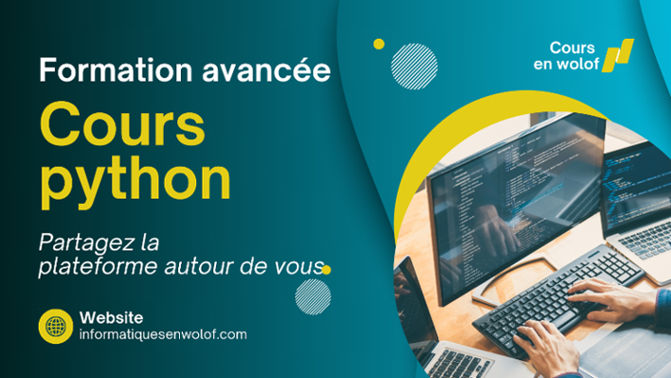 Formation avancée
Cours
en wolof
Cours
python
Partagez la
plateforme autour de vous
Website
informatiquesenwolof.com